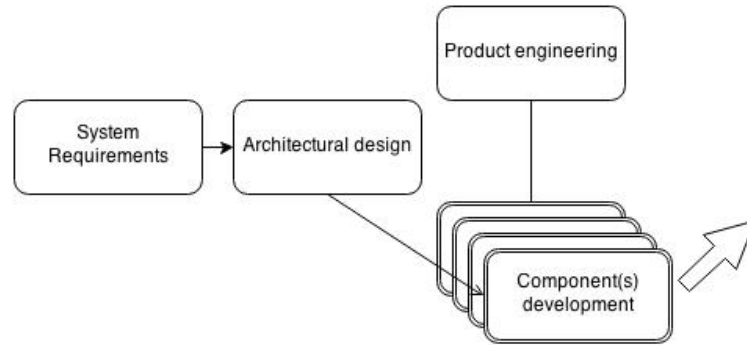 Product engineering
System
Requirements
Architectural design
Component(s)
development